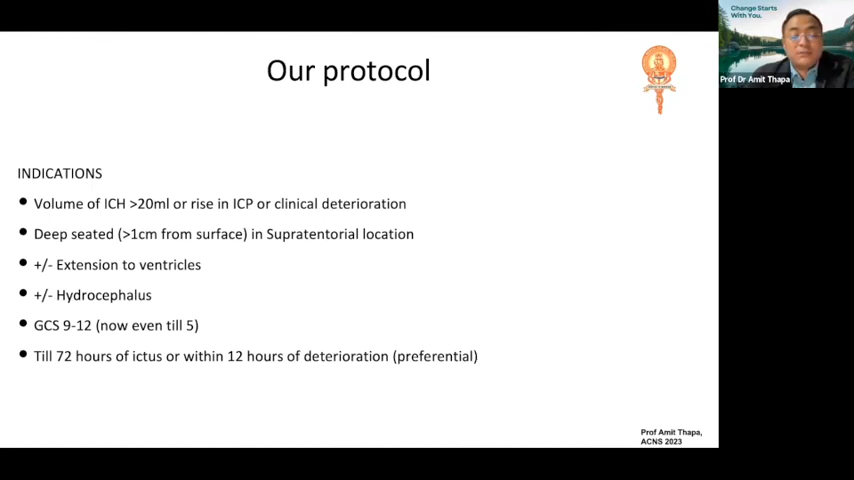 Our protocol
INDICATIONS
• Volume of ICH >20ml or rise in ICP or clinical deterioration
• Deep seated (>1cm from surface) in Supratentorial location
• +/- Extension to ventricles
• +/- Hydrocephalus
• GCS 9-12 (now even till 5)
• Till 72 hours of ictus or within 12 hours of deterioration (preferential)
Prof Amit Thapa,
ACNS 2023
Change Starts
With You.
Prof Dr Amit Thapa